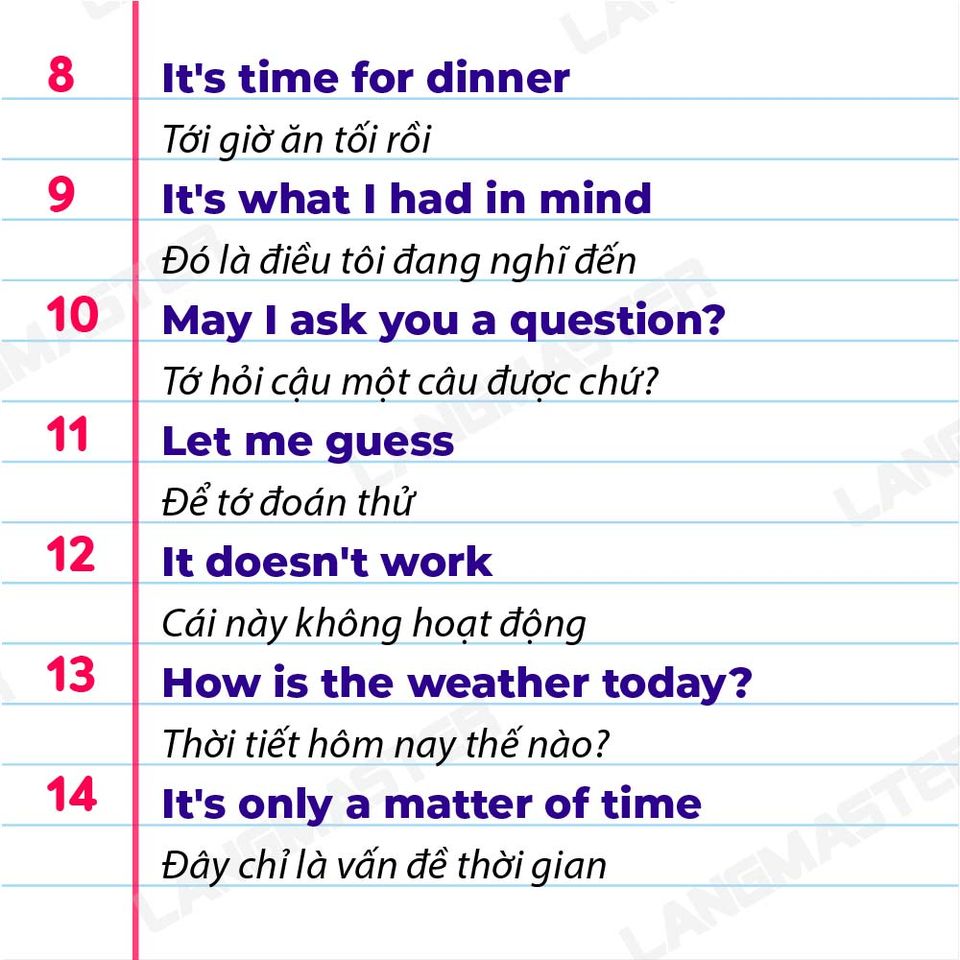 8 It's time for dinner
Tới giờ ăn tối rồi
9 It's what I had in mind
Đó là điều tôi đang nghĩ đến
10 May I ask you a question?
Tớ hỏi cậu một câu được chứ?
11 Let me guess
Để tớ đoán thử
12 It doesn't work
Cái này không hoạt động
13 How is the weather today?
Thời tiết hôm nay thế nào?
14 It's only a matter of time
Đây chỉ là vấn đề thời gian
LANGMASTER
LANGMASTER
LANGMASTER